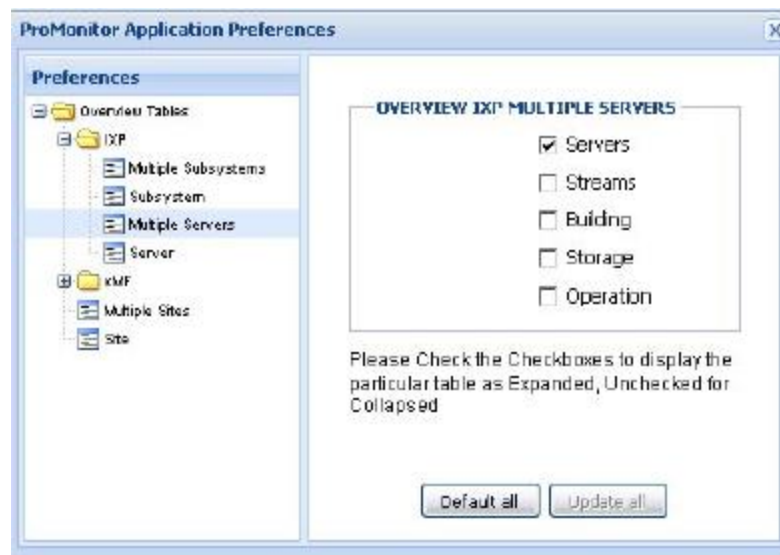 ProMonitor Application Preferences
Preferences
Overview Tables
IXP
Multiple Subsystems
Subsystem
Multiple Servers
Server
xMF
Multiple Sites
Site
OVERVIEW IXP MULTIPLE SERVERS
Servers
Streams
Building
Storage
Operation
Please Check the Checkboxes to display the
particular table as Expanded, Unchecked for
Collapsed
Default all
Update all